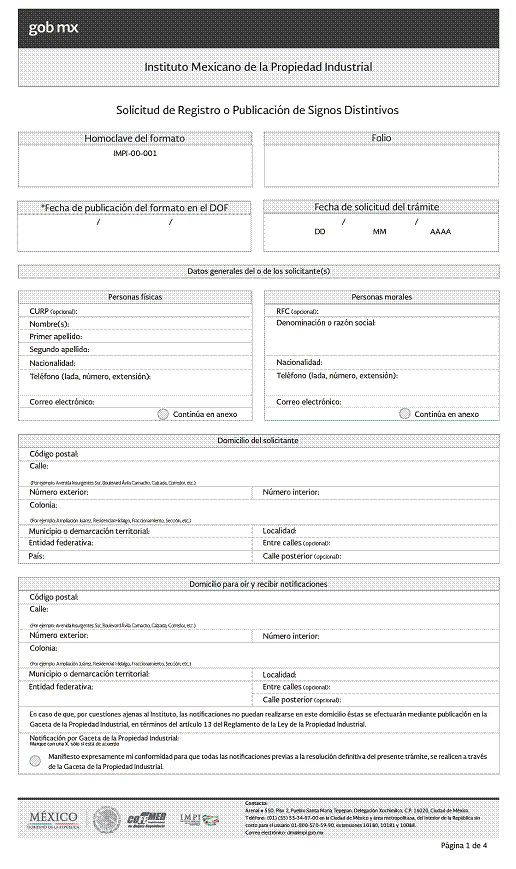 gob mx
Instituto Mexicano de la Propiedad Industrial
Solicitud de Registro o Publicación de Signos Distintivos
Homoclave del formato
IMPI-00-001
Folio
*Fecha de publicación del formato en el DOF
/ /
Fecha de solicitud del trámite
/ /
DD MM AAAA
Datos generales del o de los solicitante(s)
Personas físicas
CURP (opcional):
Nombre(s):
Primer apellido:
Segundo apellido:
Nacionalidad:
Teléfono (lada, número, extensión):
Correo electrónico:
Continúa en anexo
Personas morales
RFC (opcional):
Denominación o razón social:
Nacionalidad:
Teléfono (lada, número, extensión):
Correo electrónico:
Continúa en anexo
Domicilio del solicitante
Código postal:
Calle:
(Por ejemplo: Avenida Insurgentes Sur, Boulevard Ávila Camacho, Calzada, Corredor, etc.)
Número exterior: Número interior:
Colonia:
(Por ejemplo: Ampliación Juárez, Residencial Hidalgo, Fraccionamiento, Sección, etc.)
Municipio o demarcación territorial: Localidad:
Entidad federativa: Entre calles (opcional):
País: Calle posterior (opcional):
Domicilio para oír y recibir notificaciones
Código postal:
Calle:
(Por ejemplo: Avenida Insurgentes Sur, Boulevard Ávila Camacho, Calzada, Corredor, etc.)
Número exterior: Número interior:
Colonia:
(Por ejemplo: Ampliación Juárez, Residencial Hidalgo, Fraccionamiento, Sección, etc.)
Municipio o demarcación territorial: Localidad:
Entidad federativa: Entre calles (opcional):
Calle posterior (opcional):
En caso de que, por cuestiones ajenas al Instituto, las notificaciones no puedan realizarse en este domicilio éstas se efectuarán mediante publicación en la
Gaceta de la Propiedad Industrial, en términos del artículo 13 del Reglamento de la Ley de la Propiedad Industrial.
Notificación por Gaceta de la Propiedad Industrial:
Marque con una X, sólo si está de acuerdo
Manifiesto expresamente mi conformidad para que todas las notificaciones previas a la resolución definitiva del presente trámite, se realicen a través
de la Gaceta de la Propiedad Industrial.
MÉXICO
GOBIERNO DE LA REPÚBLICA
COFEMER
IMPI
Contacto:
Arenal # 550, Piso 2, Pueblo Santa María Tepepan, Delegación Xochimilco, C.P. 16020, Ciudad de México.
Teléfono: (01) (55) 53-34-07-00 en la Ciudad de México y área metropolitana, del interior de la República sin
costo para el usuario 01-800-570-59-90, extensiones 10180, 10181 y 10086.
Correo electrónico: dim@impi.gob.mx
Página 1 de 4